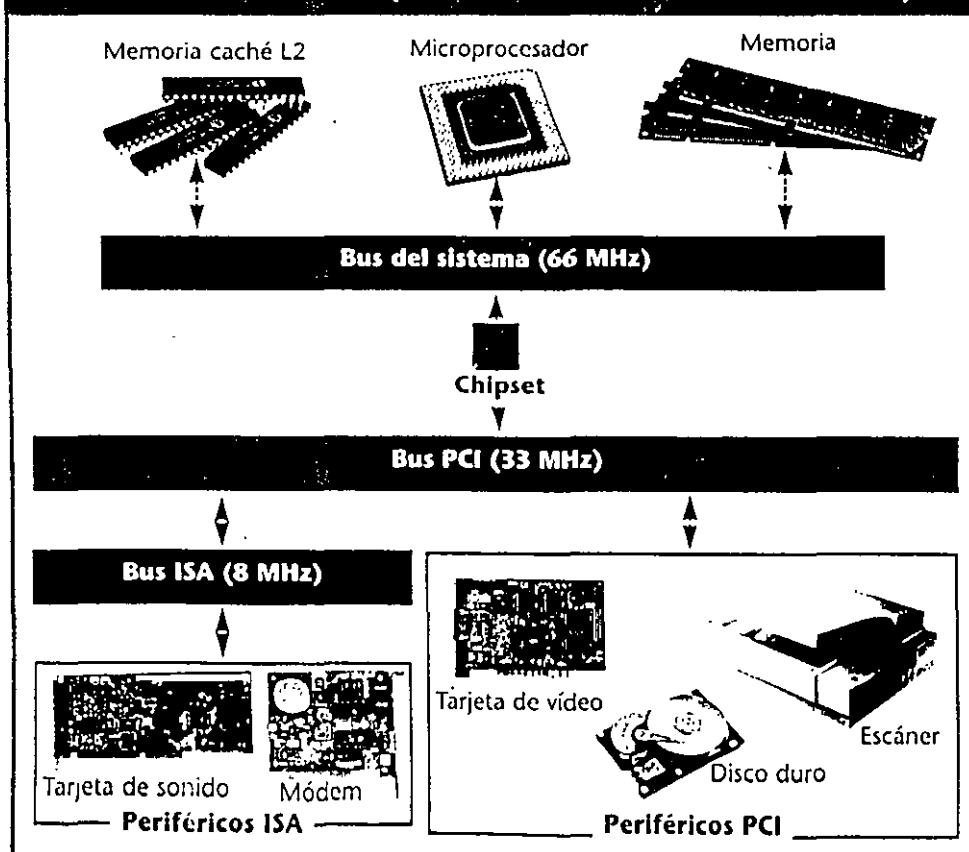 Memoria caché L2
Microprocesador
Memoria
Bus del sistema (66 MHz)
Chipset
Bus PCI (33 MHz)
Bus ISA (8 MHz)
Tarjeta de vídeo
Escáner
Disco duro
Tarjeta de sonido
Módem
Periféricos ISA
Periféricos PCI